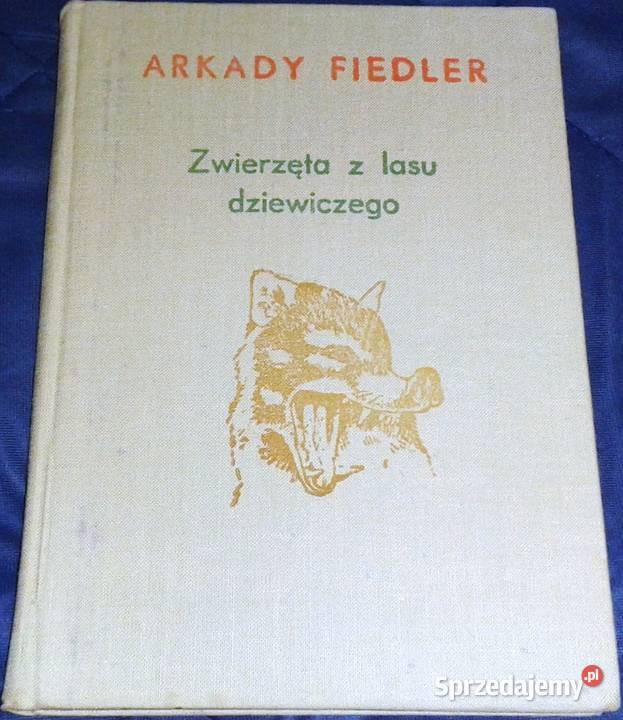 ARKADY FIEDLER
Zwierzęta z lasu
dziewiczego
Sprzedajemy.pl